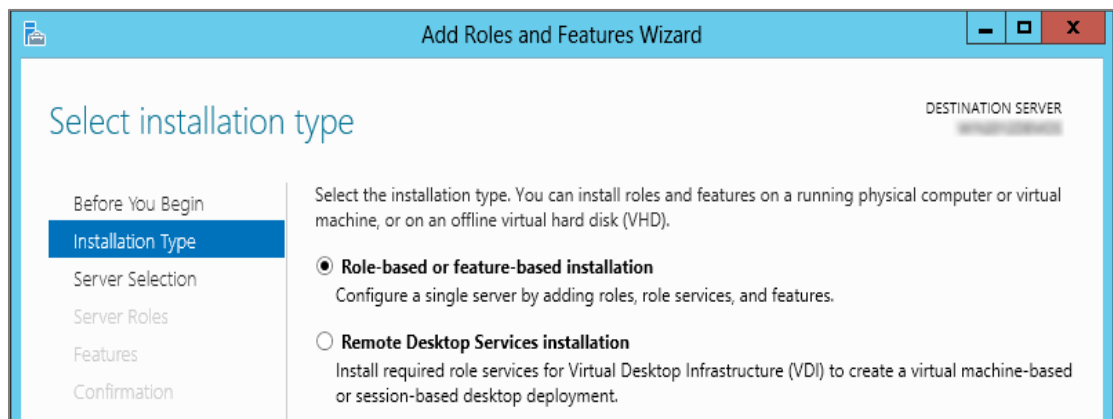 Add Roles and Features Wizard
Select installation type
DESTINATION SERVER
Before You Begin
Installation Type
Server Selection
Server Roles
Features
Confirmation
Select the installation type. You can install roles and features on a running physical computer or virtual
machine, or on an offline virtual hard disk (VHD).
Role-based or feature-based installation
Configure a single server by adding roles, role services, and features.
Remote Desktop Services installation
Install required role services for Virtual Desktop Infrastructure (VDI) to create a virtual machine-based
or session-based desktop deployment.